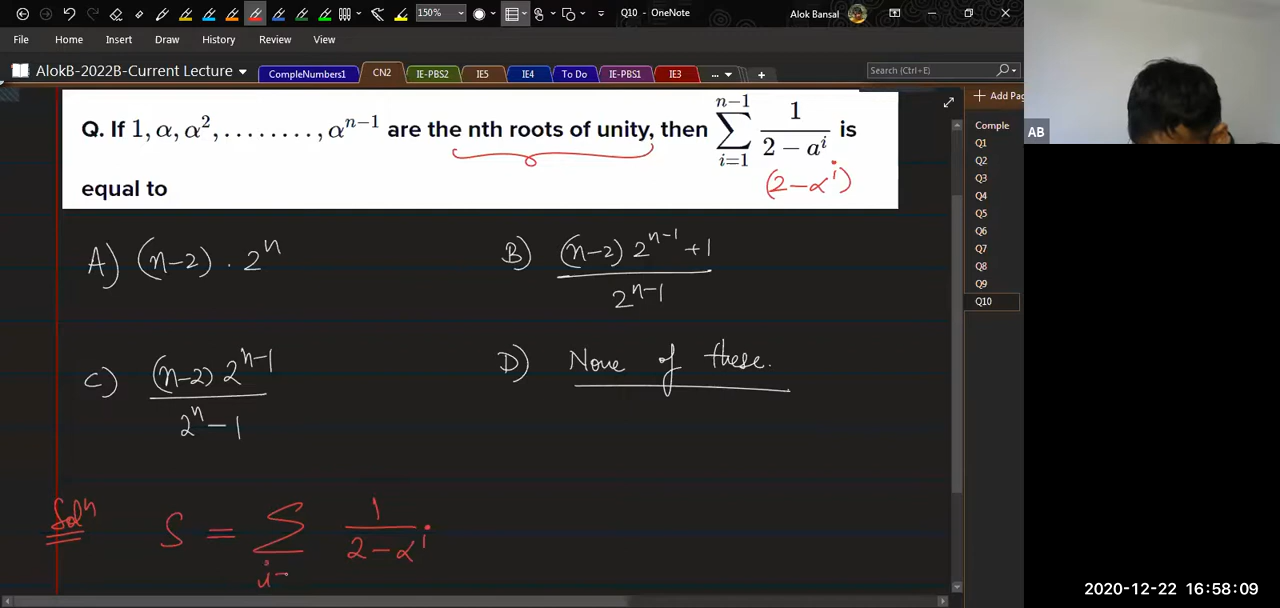 150%
Q10 - OneNote
Alok Bansal
File Home Insert Draw History Review View
AlokB-2022B-Current Lecture
CompleNumbers1 CN2 IE-PBS2 IE5 IE4 To Do IE-PBS1 IE3 ... +
Search (Ctrl+E)
Add Pag
Comple
Q1
Q2
Q3
Q4
Q5
Q6
Q7
Q8
Q9
Q10
AB
Q. If 1, α, α², ........, αⁿ⁻¹ are the nth roots of unity, then ∑_{i=1}^{n−1} 1/(2 − aⁱ) is
(2−αⁱ)
equal to
A) (n−2) . 2ⁿ
B) ((n−2) 2ⁿ⁻¹ + 1)/(2ⁿ⁻¹)
C) ((n−2) 2ⁿ⁻¹)/(2ⁿ − 1)
D) None of these.
Solⁿ S = ∑_{i−} 1/(2−αⁱ)
2020-12-22 16:58:09